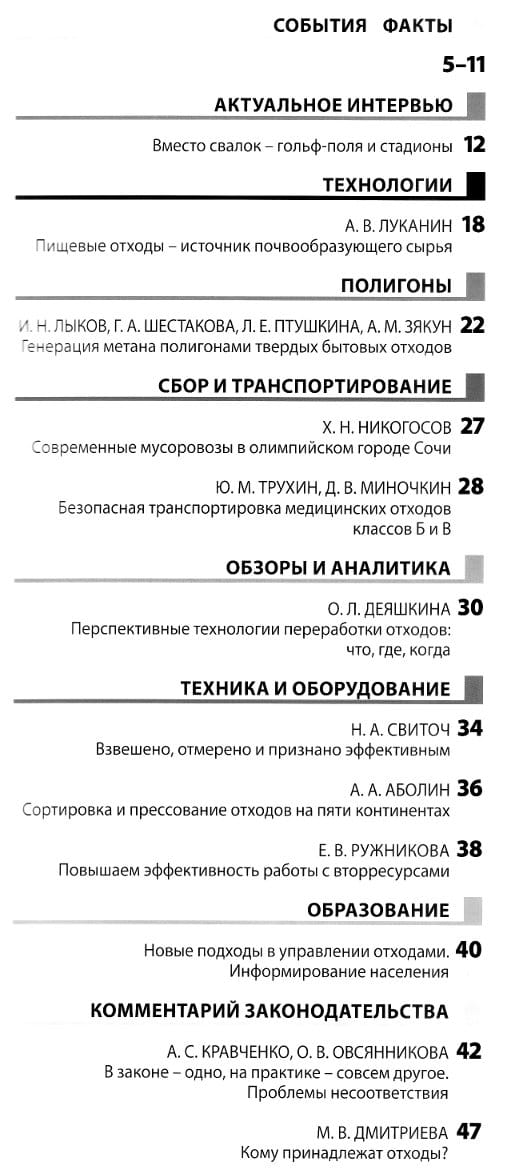 СОБЫТИЯ ФАКТЫ
5–11
АКТУАЛЬНОЕ ИНТЕРВЬЮ
Вместо свалок – гольф-поля и стадионы 12
ТЕХНОЛОГИИ
А. В. ЛУКАНИН 18
Пищевые отходы – источник почвообразующего сырья
ПОЛИГОНЫ
И. Н. ЛЫКОВ, Г. А. ШЕСТАКОВА, Л. Е. ПТУШКИНА, А. М. ЗЯКУН 22
Генерация метана полигонами твердых бытовых отходов
СБОР И ТРАНСПОРТИРОВАНИЕ
Х. Н. НИКОГОСОВ 27
Современные мусоровозы в олимпийском городе Сочи
Ю. М. ТРУХИН, Д. В. МИНОЧКИН 28
Безопасная транспортировка медицинских отходов
классов Б и В
ОБЗОРЫ И АНАЛИТИКА
О. Л. ДЕЯШКИНА 30
Перспективные технологии переработки отходов:
что, где, когда
ТЕХНИКА И ОБОРУДОВАНИЕ
Н. А. СВИТОЧ 34
Взвешено, отмерено и признано эффективным
А. А. АБОЛИН 36
Сортировка и прессование отходов на пяти континентах
Е. В. РУЖНИКОВА 38
Повышаем эффективность работы с вторресурсами
ОБРАЗОВАНИЕ
Новые подходы в управлении отходами. 40
Информирование населения
КОММЕНТАРИЙ ЗАКОНОДАТЕЛЬСТВА
А. С. КРАВЧЕНКО, О. В. ОВСЯННИКОВА 42
В законе – одно, на практике – совсем другое.
Проблемы несоответствия
М. В. ДМИТРИЕВА 47
Кому принадлежат отходы?